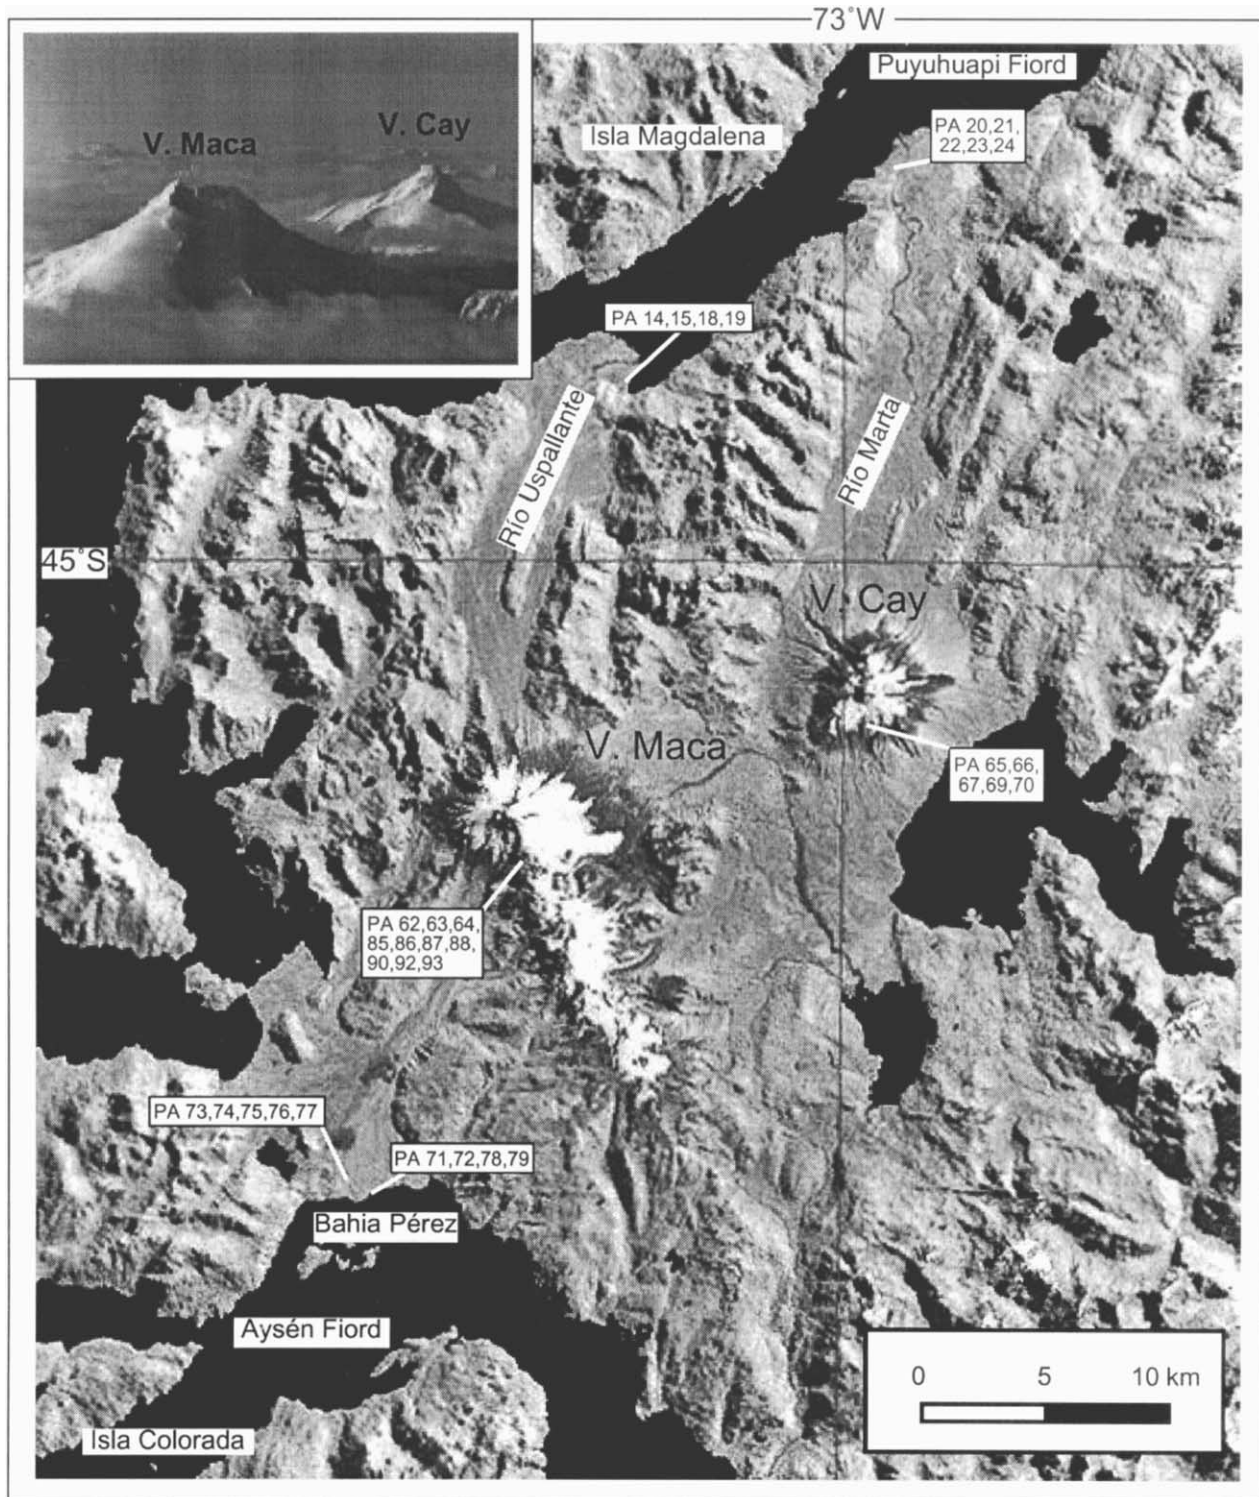 73°W
V. Maca
V. Cay
Puyuhuapi Fiord
Isla Magdalena
PA 20,21,
22,23,24
PA 14,15,18,19
Río Uspallante
Río Marta
45°S
V. Cay
V. Maca
PA 65,66,
67,69,70
PA 62,63,64,
85,86,87,88,
90,92,93
PA 73,74,75,76,77
PA 71,72,78,79
Bahia Pérez
Aysén Fiord
Isla Colorada
0 5 10 km